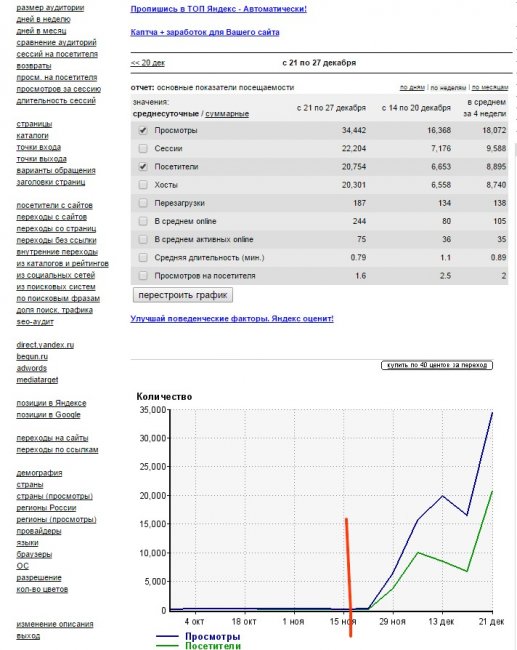 размер аудитории
дней в неделю
дней в месяц
сравнение аудиторий
сессий на посетителя
возвраты
просм. на посетителя
просмотров за сессию
длительность сессий
страницы
каталоги
точки входа
точки выхода
варианты обращения
заголовки страниц
посетители с сайтов
переходы с сайтов
переходы со страниц
переходы без ссылки
внутренние переходы
из каталогов и рейтингов
из социальных сетей
из поисковых систем
по поисковым фразам
доля поиск. трафика
seo-аудит
direct.yandex.ru
begun.ru
adwords
mediatarget
позиции в Яндексе
позиции в Google
переходы на сайты
переходы по ссылкам
демография
страны
страны (просмотры)
регионы России
регионы (просмотры)
провайдеры
языки
браузеры
ОС
разрешение
кол-во цветов
изменение описания
выход
Пропишись в ТОП Яндекс - Автоматически!
Каптча + заработок для Вашего сайта
<< 20 дек с 21 по 27 декабря
отчет: основные показатели посещаемости по дням | по неделям | по месяцам
значения:
среднесуточные / суммарные с 21 по 27 декабря с 14 по 20 декабря в среднем за 4 недели
Просмотры 34,442 16,368 18,072
Сессии 22,204 7,176 9,588
Посетители 20,754 6,653 8,895
Хосты 20,301 6,558 8,740
Перезагрузки 187 134 138
В среднем online 244 80 105
В среднем активных online 75 36 35
Средняя длительность (мин.) 0.79 1.1 0.89
Просмотров на посетителя 1.6 2.5 2
перестроить график
Улучшай поведенческие факторы. Яндекс оценит!
купить по 40 центов за переход
Количество
35,000
30,000
25,000
20,000
15,000
10,000
5,000
0
4 окт 18 окт 1 ноя 15 ноя 29 ноя 13 дек 21 дек
Просмотры
Посетители